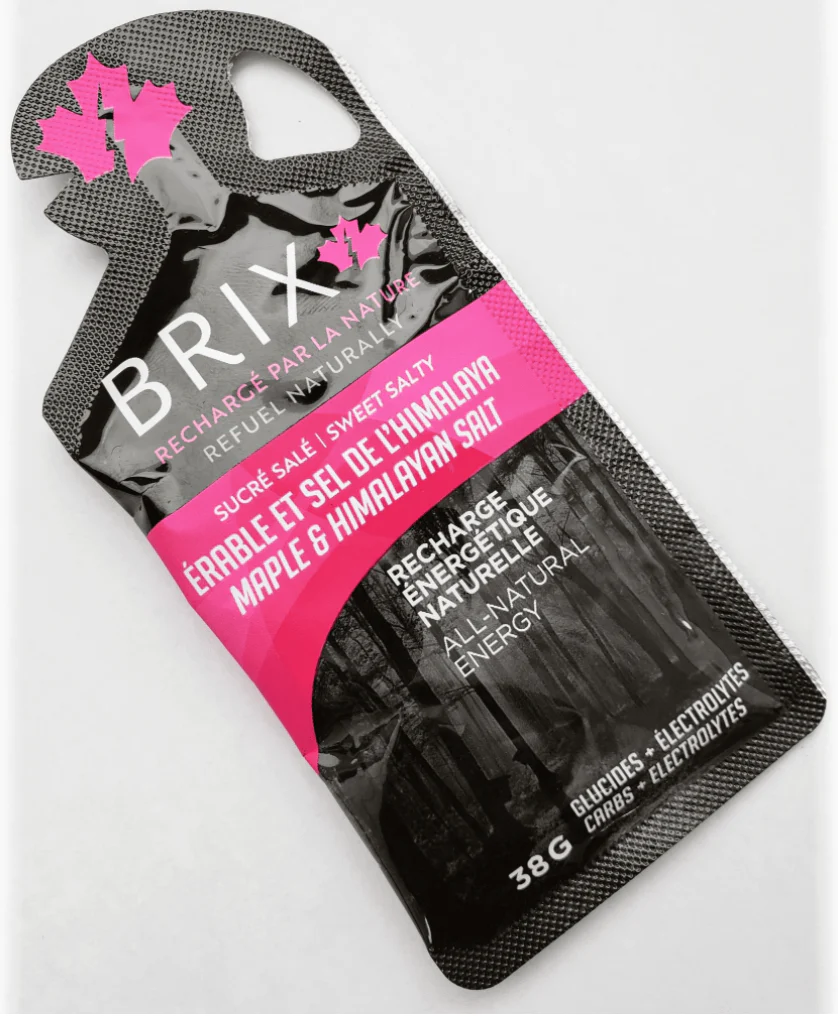 BRIX
RECHARGÉ PAR LA NATURE
REFUEL NATURALLY
SUCRÉ SALÉ | SWEET SALTY
ÉRABLE ET SEL DE L'HIMALAYA
MAPLE & HIMALAYAN SALT
RECHARGE
ÉNERGÉTIQUE
NATURELLE
ALL-NATURAL
ENERGY
GLUCIDES + ÉLECTROLYTES
CARBS + ELECTROLYTES
38 G